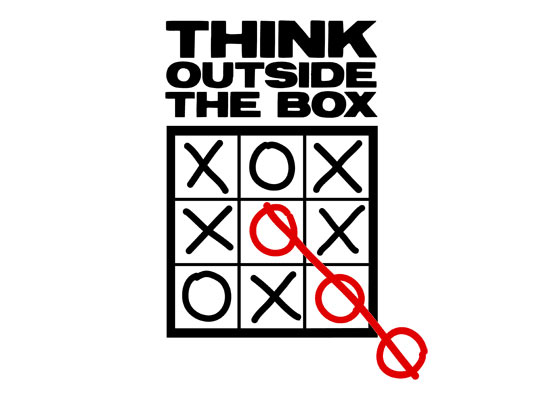 THINK
OUTSIDE
THE BOX
X O X
X O X
O X O
O